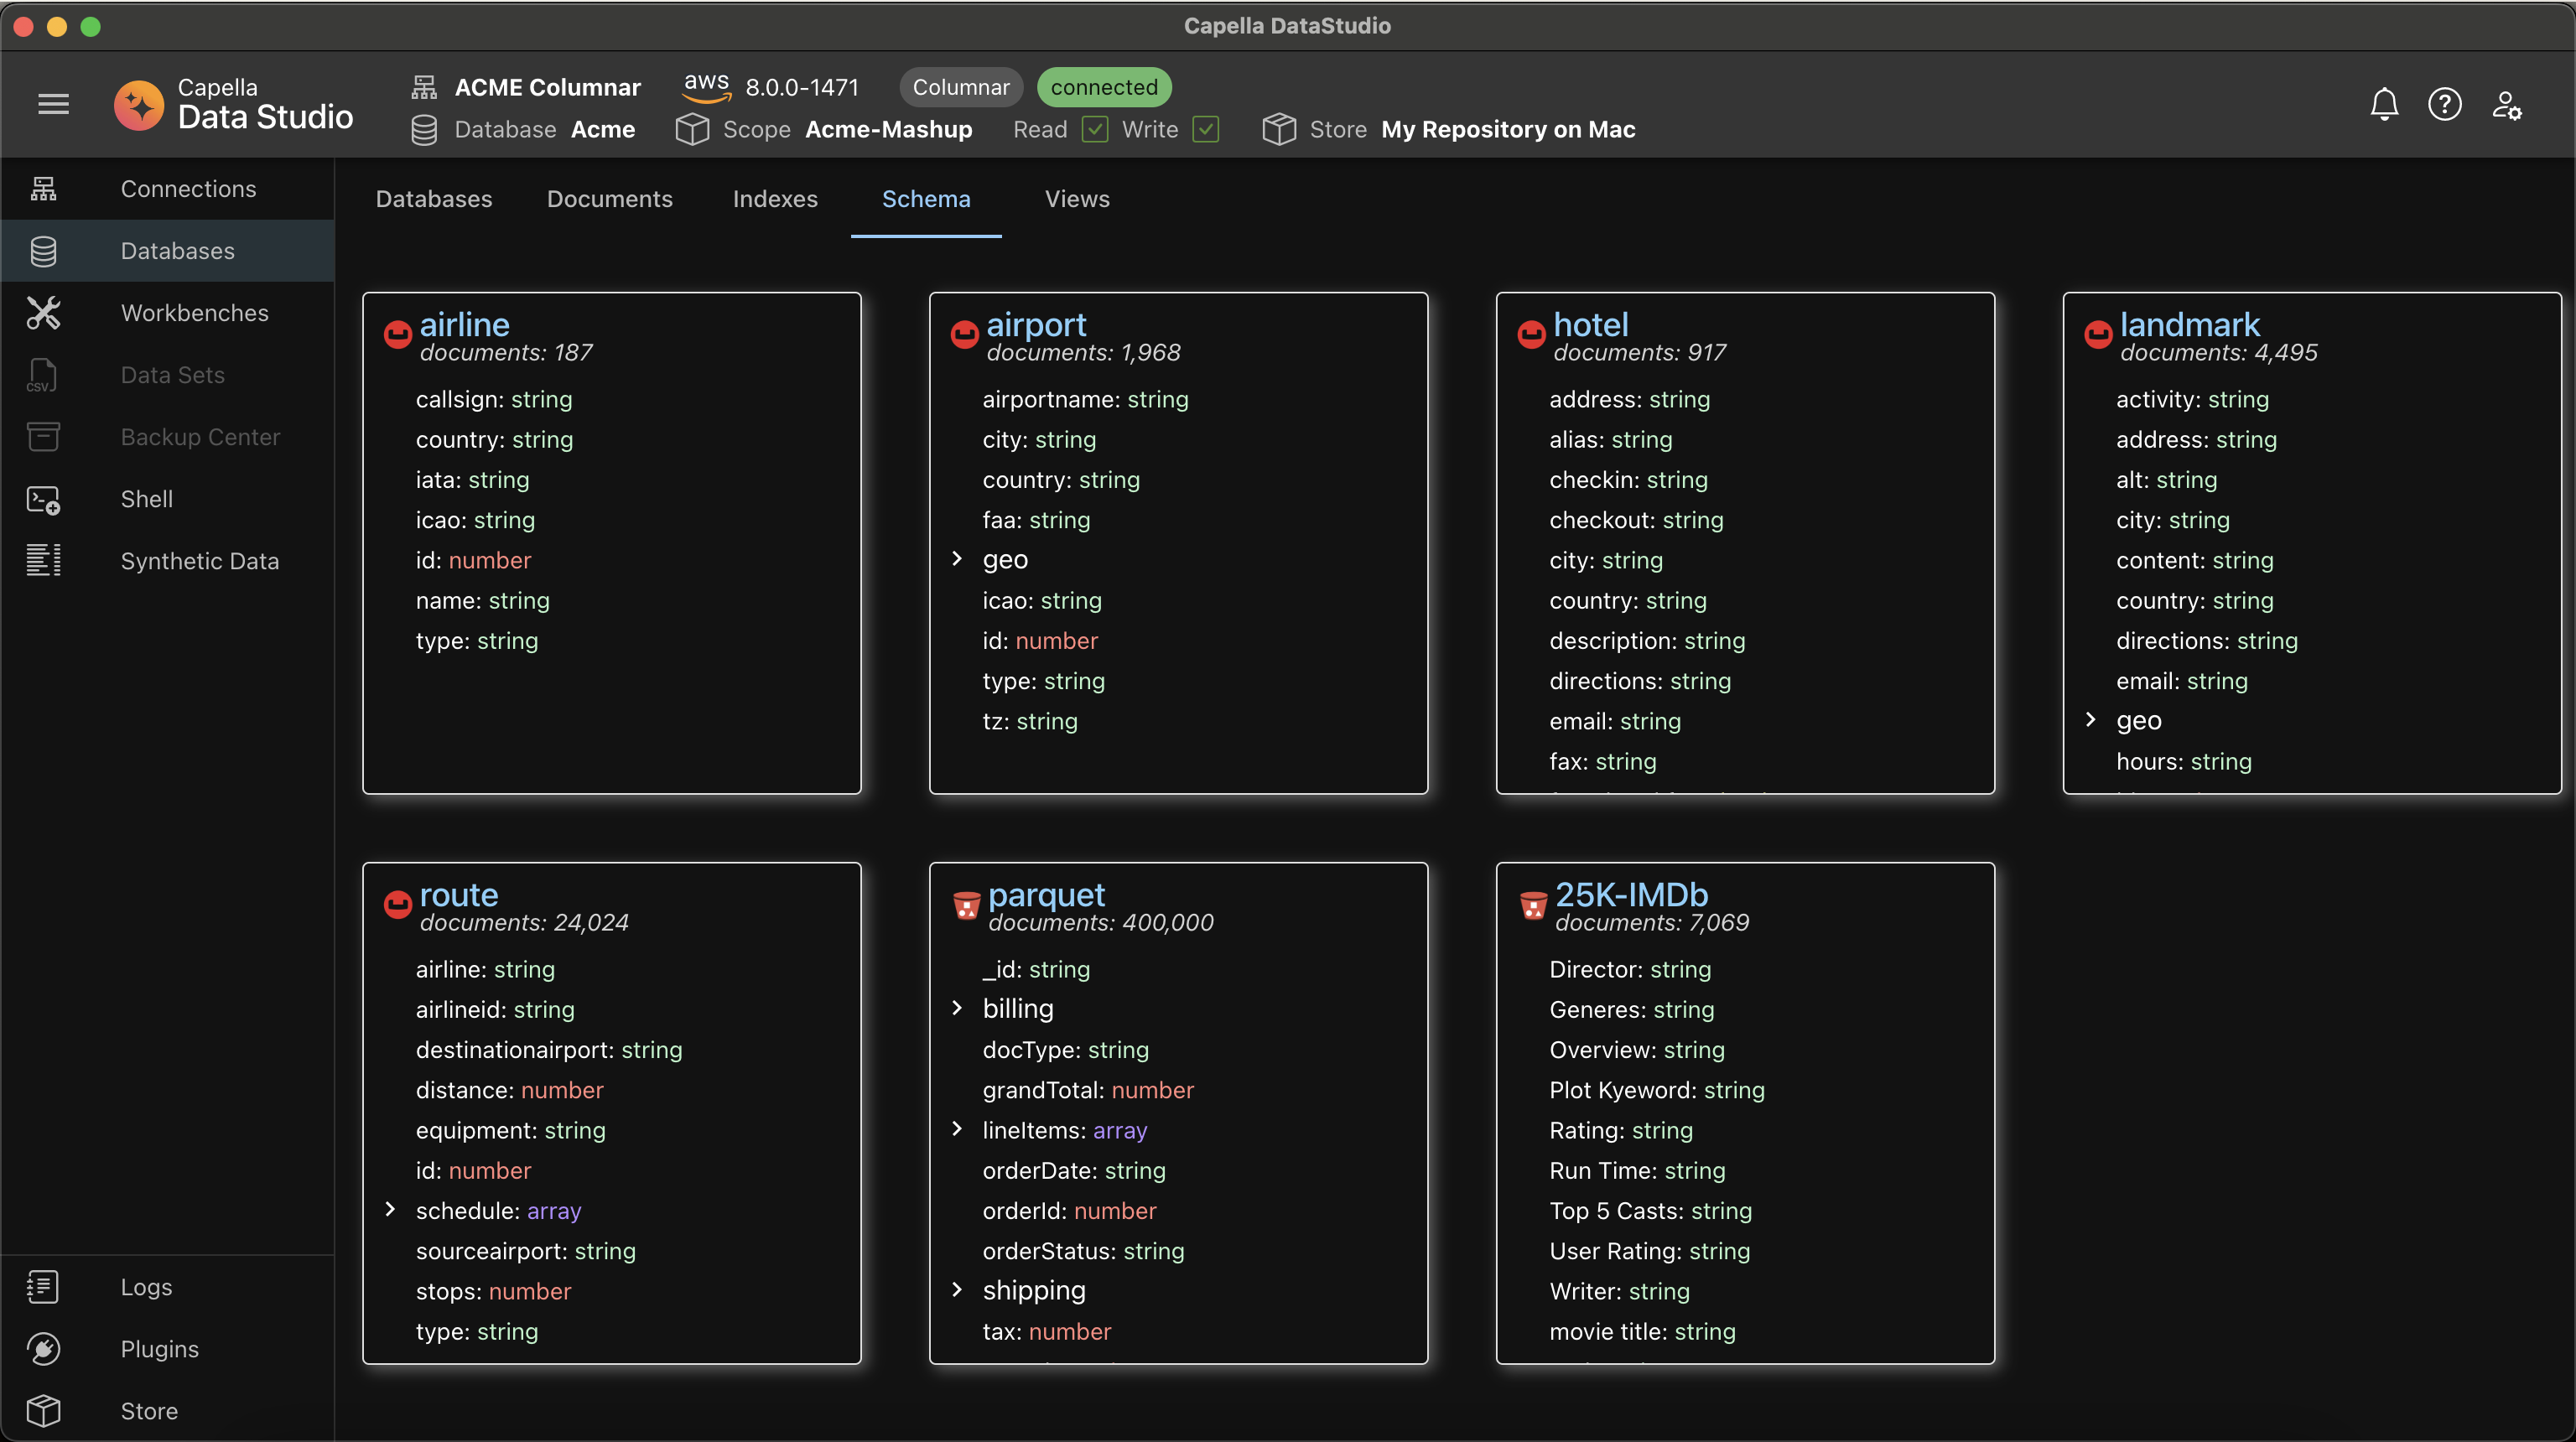 Capella DataStudio
Capella
Data Studio
ACME Columnar aws 8.0.0-1471 Columnar connected
Database Acme Scope Acme-Mashup Read Write Store My Repository on Mac
Connections
Databases
Workbenches
CSV Data Sets
Backup Center
Shell
Synthetic Data
Logs
Plugins
Store
Databases Documents Indexes Schema Views
airline
documents: 187
callsign: string
country: string
iata: string
icao: string
id: number
name: string
type: string
airport
documents: 1,968
airportname: string
city: string
country: string
faa: string
geo
icao: string
id: number
type: string
tz: string
hotel
documents: 917
address: string
alias: string
checkin: string
checkout: string
city: string
country: string
description: string
directions: string
email: string
fax: string
landmark
documents: 4,495
activity: string
address: string
alt: string
city: string
content: string
country: string
directions: string
email: string
geo
hours: string
route
documents: 24,024
airline: string
airlineid: string
destinationairport: string
distance: number
equipment: string
id: number
schedule: array
sourceairport: string
stops: number
type: string
parquet
documents: 400,000
_id: string
billing
docType: string
grandTotal: number
lineItems: array
orderDate: string
orderId: number
orderStatus: string
shipping
tax: number
25K-IMDb
documents: 7,069
Director: string
Generes: string
Overview: string
Plot Kyeword: string
Rating: string
Run Time: string
Top 5 Casts: string
User Rating: string
Writer: string
movie title: string